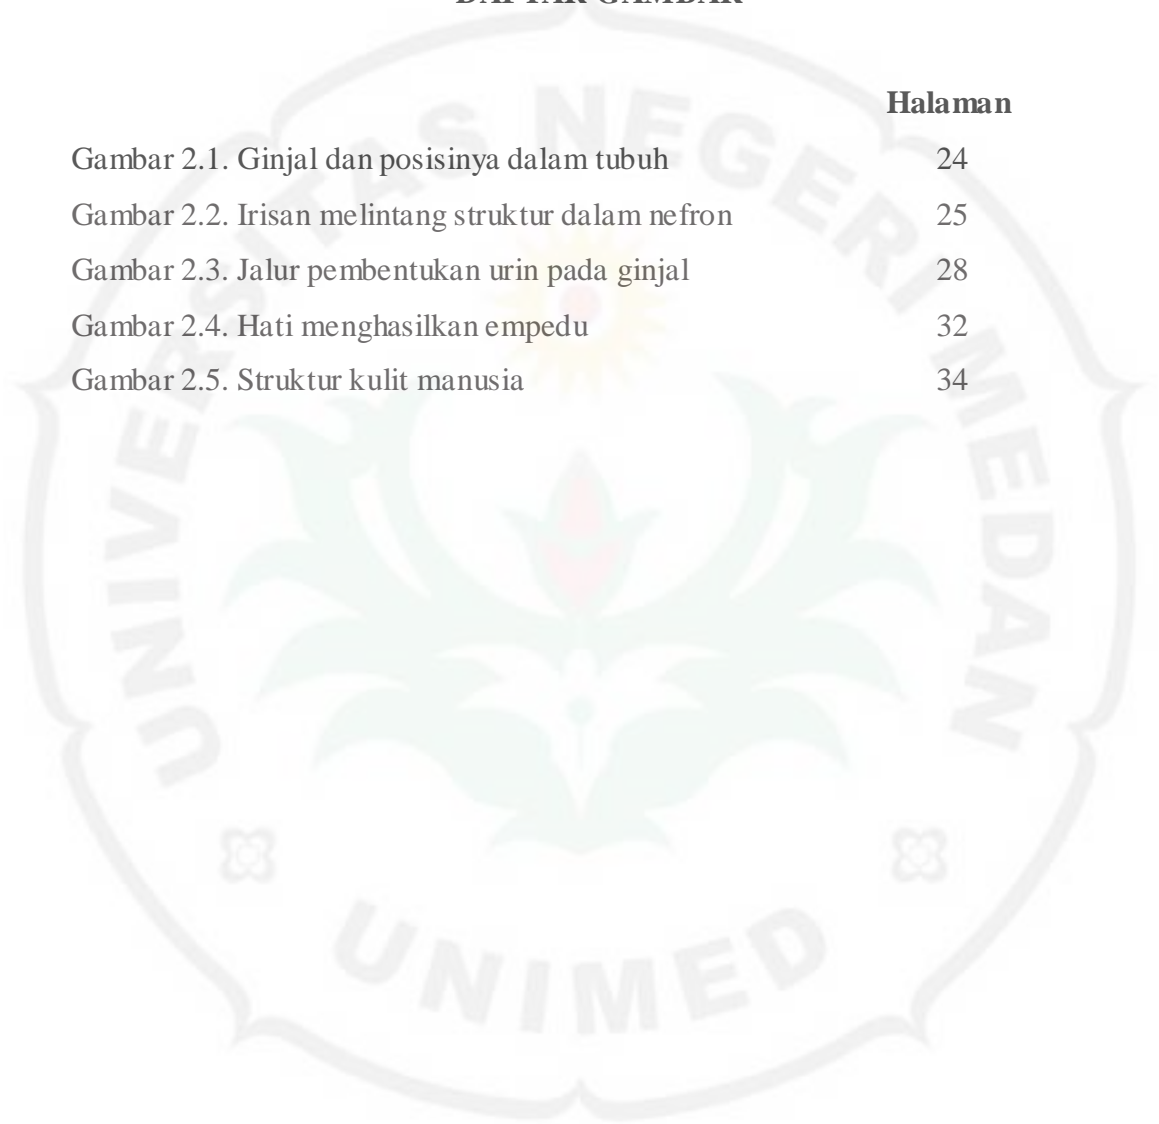 DAFTAR GAMBAR
Halaman
Gambar 2.1. Ginjal dan posisinya dalam tubuh 24
Gambar 2.2. Irisan melintang struktur dalam nefron 25
Gambar 2.3. Jalur pembentukan urin pada ginjal 28
Gambar 2.4. Hati menghasilkan empedu 32
Gambar 2.5. Struktur kulit manusia 34
UNIVERSITAS NEGERI MEDAN
UNIMED